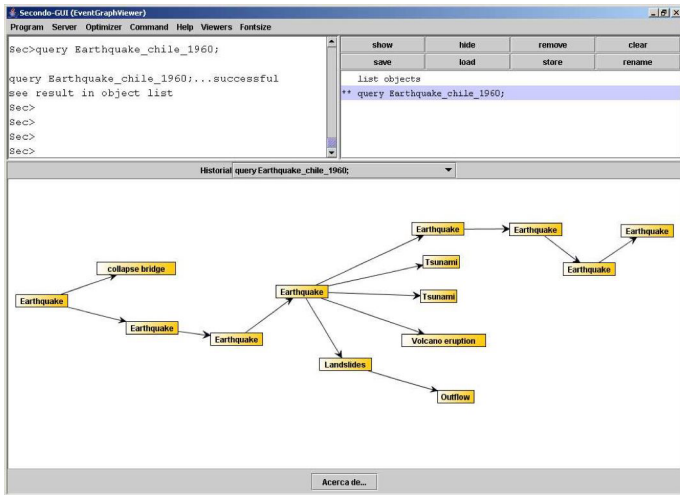 Secondo-GUI (EventGraphViewer)
Program Server Optimizer Command Help Viewers Fontsize
Sec>query Earthquake_chile_1960;
query Earthquake_chile_1960;...successful
see result in object list
Sec>
Sec>
Sec>
Sec>
show hide remove clear
save load store rename
list objects
** query Earthquake_chile_1960;
Historial query Earthquake_chile_1960;
Earthquake
collapse bridge
Earthquake
Earthquake
Earthquake
Earthquake
Earthquake
Earthquake
Earthquake
Tsunami
Tsunami
Volcano eruption
Landslides
Outflow
Acerca de...